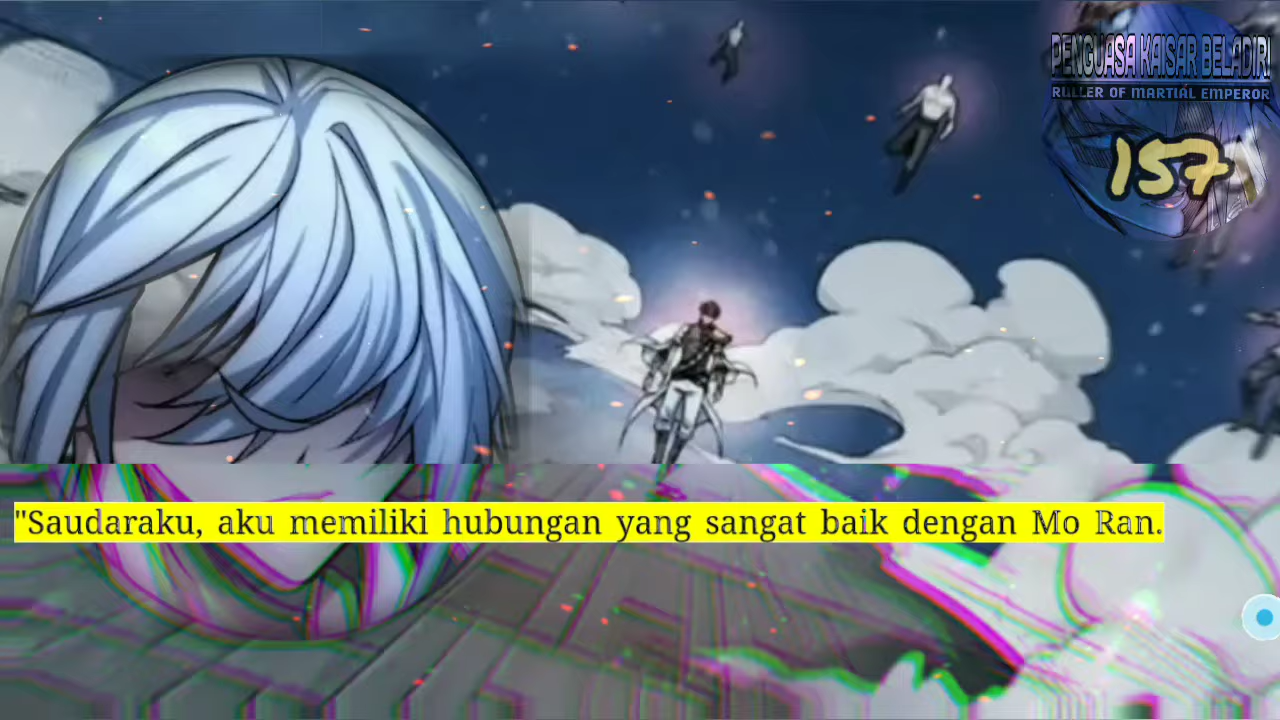 PENGUASA KAISAR BELADIRI
RULLER OF MARTIAL EMPEROR
157
"Saudaraku, aku memiliki hubungan yang sangat baik dengan Mo Ran.